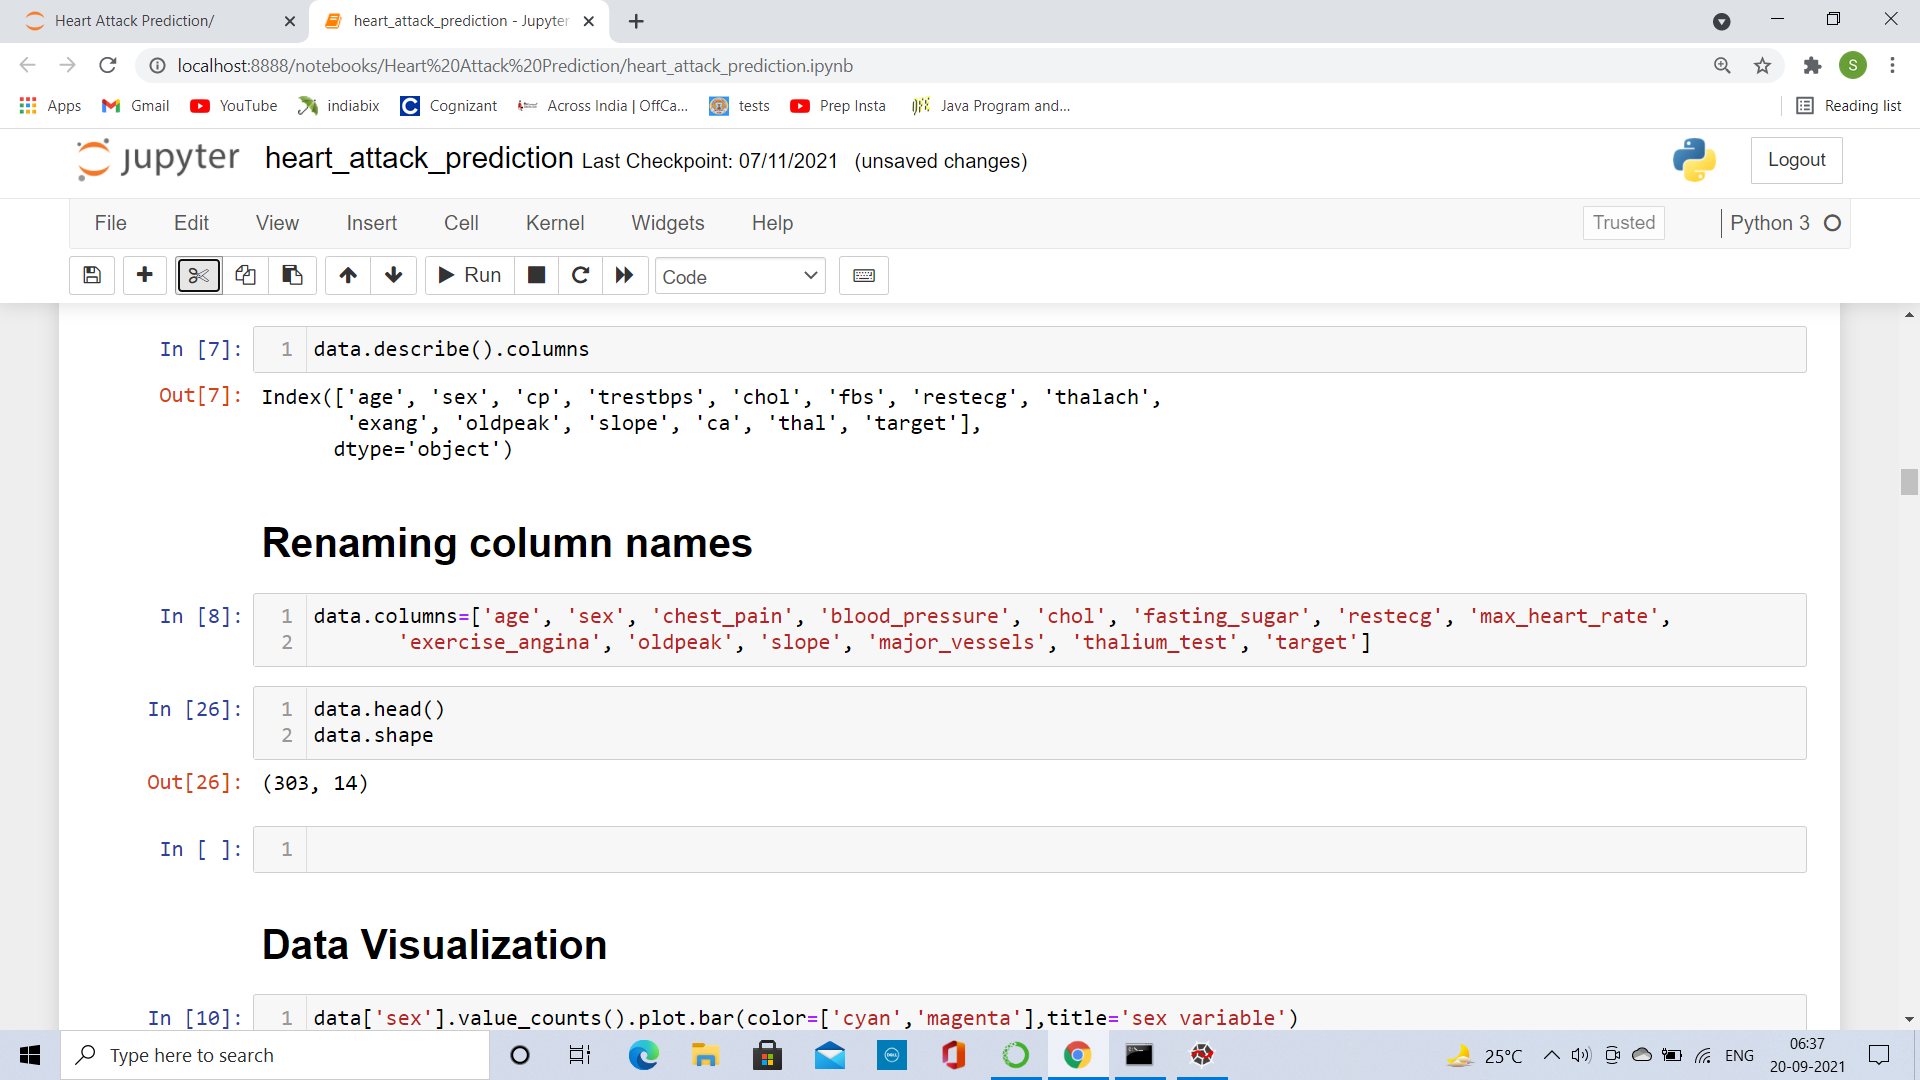 Heart Attack Prediction/
heart_attack_prediction - Jupyter
localhost:8888/notebooks/Heart%20Attack%20Prediction/heart_attack_prediction.ipynb
S
Apps Gmail YouTube indiabix Cognizant Across India | OffCa... tests Prep Insta Java Program and... Reading list
jupyter heart_attack_prediction Last Checkpoint: 07/11/2021 (unsaved changes) Logout
File Edit View Insert Cell Kernel Widgets Help Trusted Python 3
Run Code
In [7]: 1 data.describe().columns
Out[7]: Index(['age', 'sex', 'cp', 'trestbps', 'chol', 'fbs', 'restecg', 'thalach',
'exang', 'oldpeak', 'slope', 'ca', 'thal', 'target'],
dtype='object')
Renaming column names
In [8]: 1 data.columns=['age', 'sex', 'chest_pain', 'blood_pressure', 'chol', 'fasting_sugar', 'restecg', 'max_heart_rate',
2 'exercise_angina', 'oldpeak', 'slope', 'major_vessels', 'thalium_test', 'target']
In [26]: 1 data.head()
2 data.shape
Out[26]: (303, 14)
In [ ]: 1
Data Visualization
In [10]: 1 data['sex'].value_counts().plot.bar(color=['cyan','magenta'],title='sex variable')
Type here to search
25°C
ENG
06:37
20-09-2021